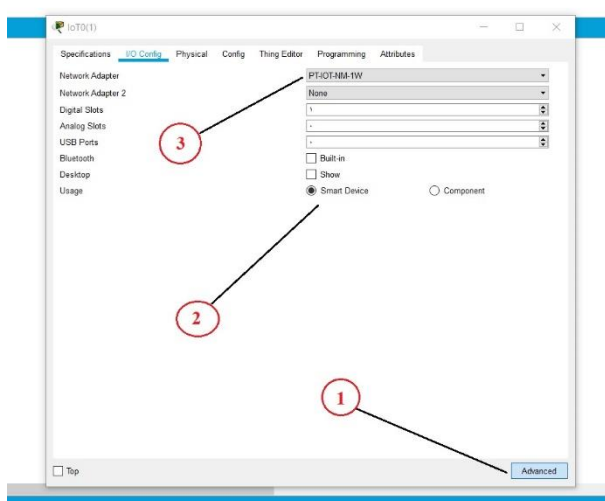 IoT0(1)
Specifications I/O Config Physical Config Thing Editor Programming Attributes
Network Adapter PT-IOT-NM-1W
Network Adapter 2 None
Digital Slots ١
Analog Slots ٠
USB Ports ٠
Bluetooth Built-in
Desktop Show
Usage Smart Device Component
3
2
1
Top Advanced